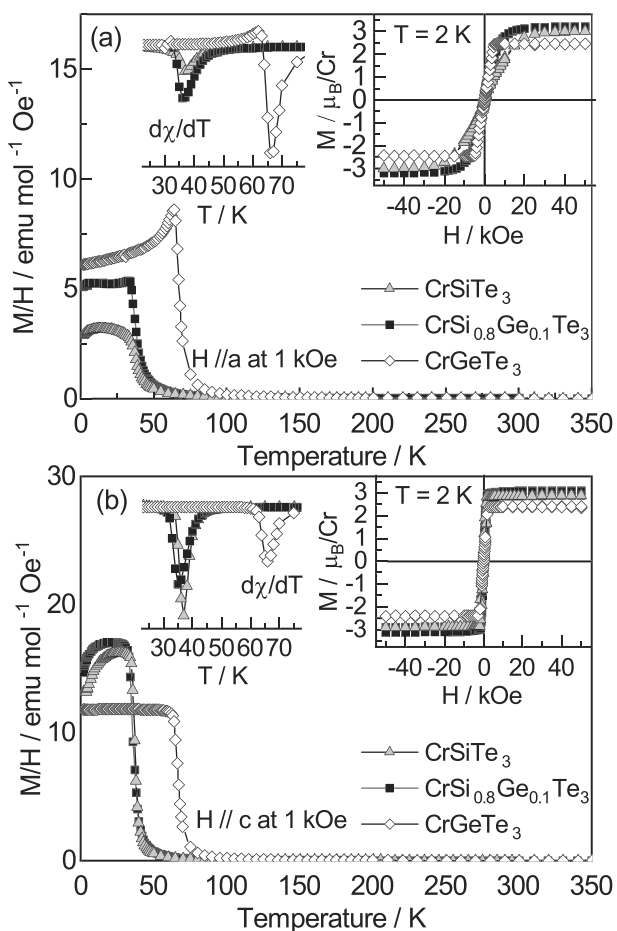 (a)
15
10
5
0
M/H / emu mol⁻¹ Oe⁻¹
dχ/dT
30 40 50 60 70
T / K
T = 2 K
3
2
1
0
-1
-2
-3
M / μB/Cr
-40 -20 0 20 40
H / kOe
CrSiTe₃
CrSi₀.₈Ge₀.₁Te₃
CrGeTe₃
H //a at 1 kOe
0 50 100 150 200 250 300 350
Temperature / K
(b)
30
20
10
0
M/H / emu mol⁻¹ Oe⁻¹
dχ/dT
30 40 50 60 70
T / K
T = 2 K
3
2
1
0
-1
-2
-3
M / μB/Cr
-40 -20 0 20 40
H / kOe
CrSiTe₃
CrSi₀.₈Ge₀.₁Te₃
CrGeTe₃
H // c at 1 kOe
0 50 100 150 200 250 300 350
Temperature / K